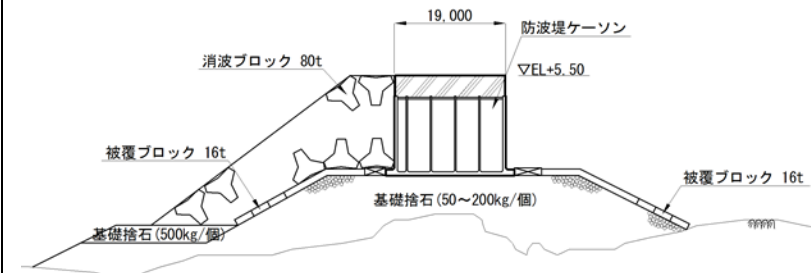 19,000
防波堤ケーソン
消波ブロック 80t
▽EL+5.50
被覆ブロック 16t
被覆ブロック 16t
基礎捨石(50～200kg/個)
基礎捨石(500kg/個)